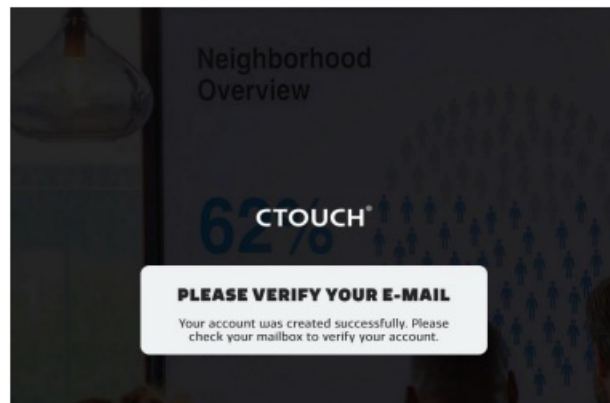 Neighborhood
Overview
62%
CTOUCH®
PLEASE VERIFY YOUR E-MAIL
Your account was created successfully. Please
check your mailbox to verify your account.